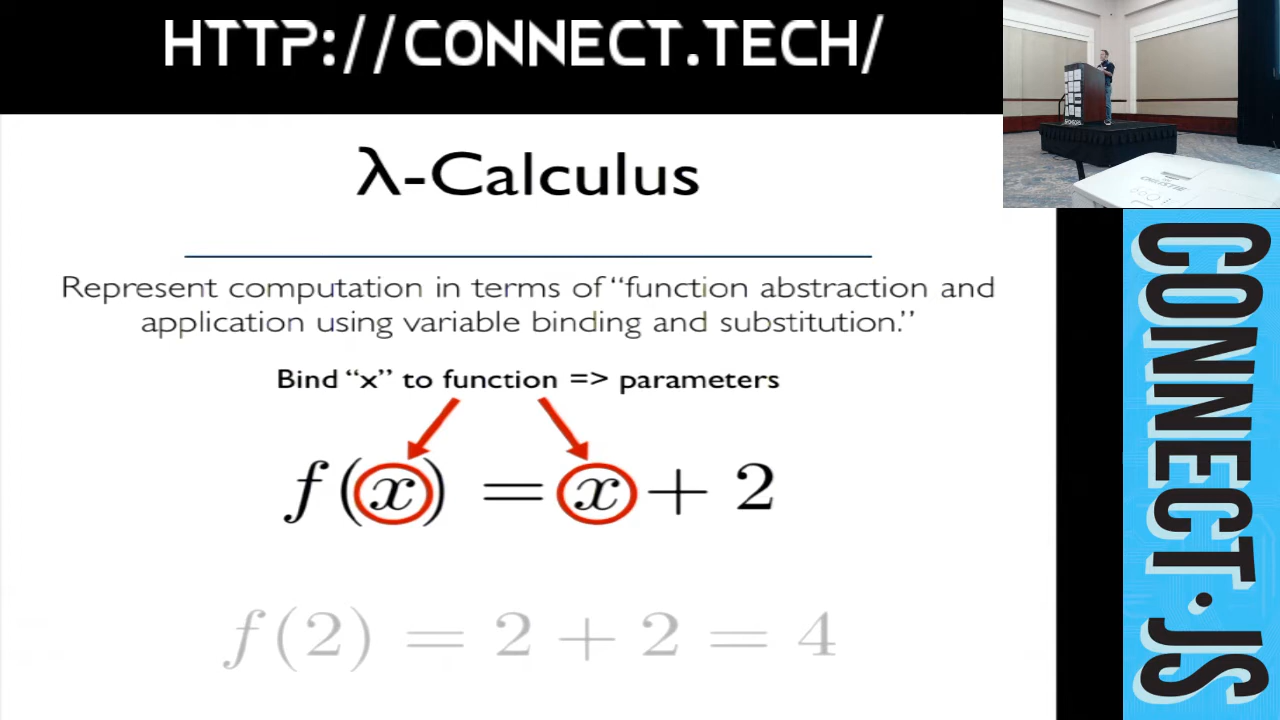 HTTP://CONNECT.TECH/
λ-Calculus
Represent computation in terms of “function abstraction and
application using variable binding and substitution.”
Bind “x” to function => parameters
f(x) = x + 2
f(2) = 2 + 2 = 4
CHRISTIE
CONNECT.JS